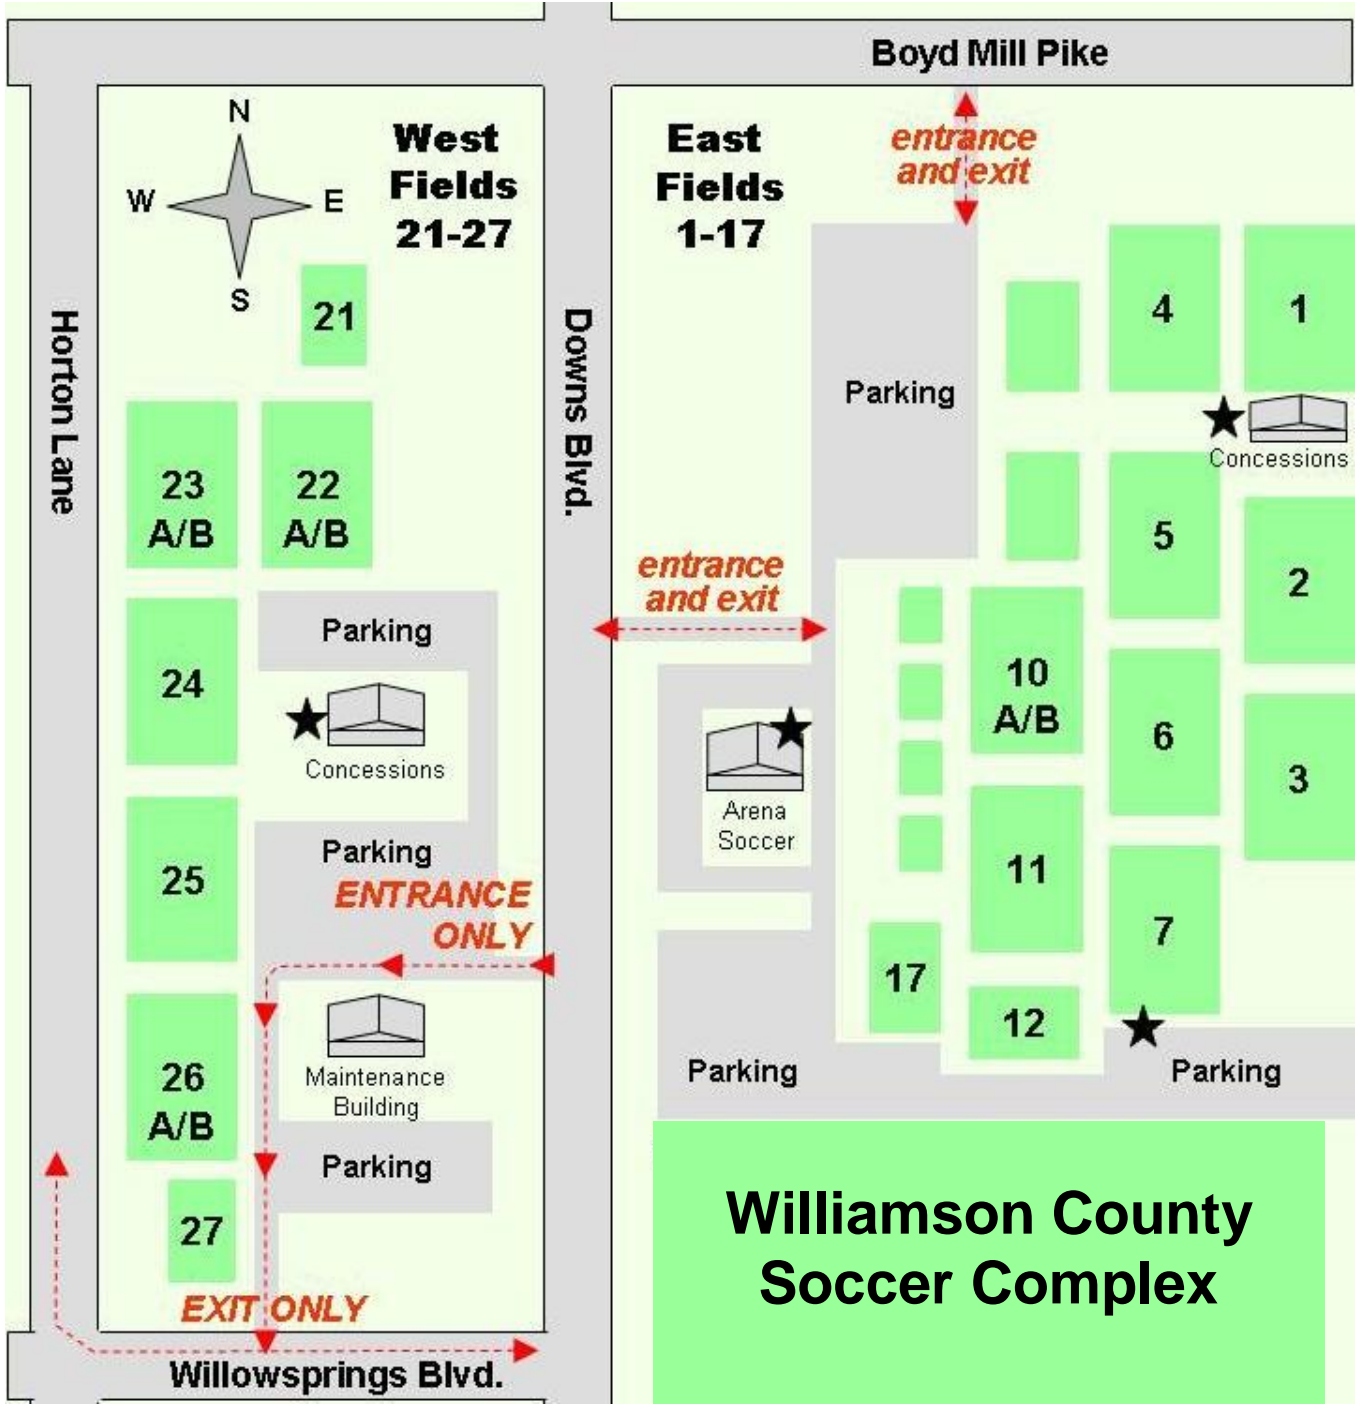 Boyd Mill Pike
N
W
E
S
West
Fields
21-27
East
Fields
1-17
entrance
and exit
Horton Lane
Downs Blvd.
21
23
A/B
22
A/B
24
25
26
A/B
27
Parking
Concessions
Parking
ENTRANCE
ONLY
Maintenance
Building
Parking
EXIT ONLY
Willowsprings Blvd.
Parking
entrance
and exit
Arena
Soccer
4
1
Concessions
5
2
10
A/B
6
3
11
7
17
12
Parking
Parking
Williamson County
Soccer Complex